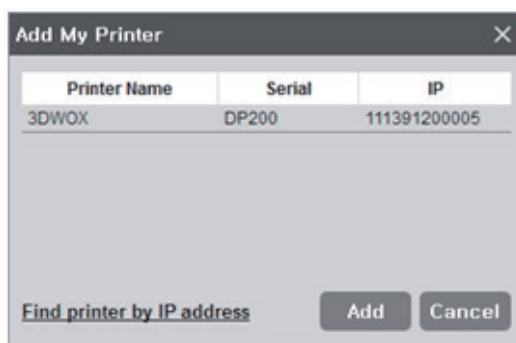 Add My Printer
Printer Name Serial IP
3DWOX DP200 111391200005
Find printer by IP address Add Cancel